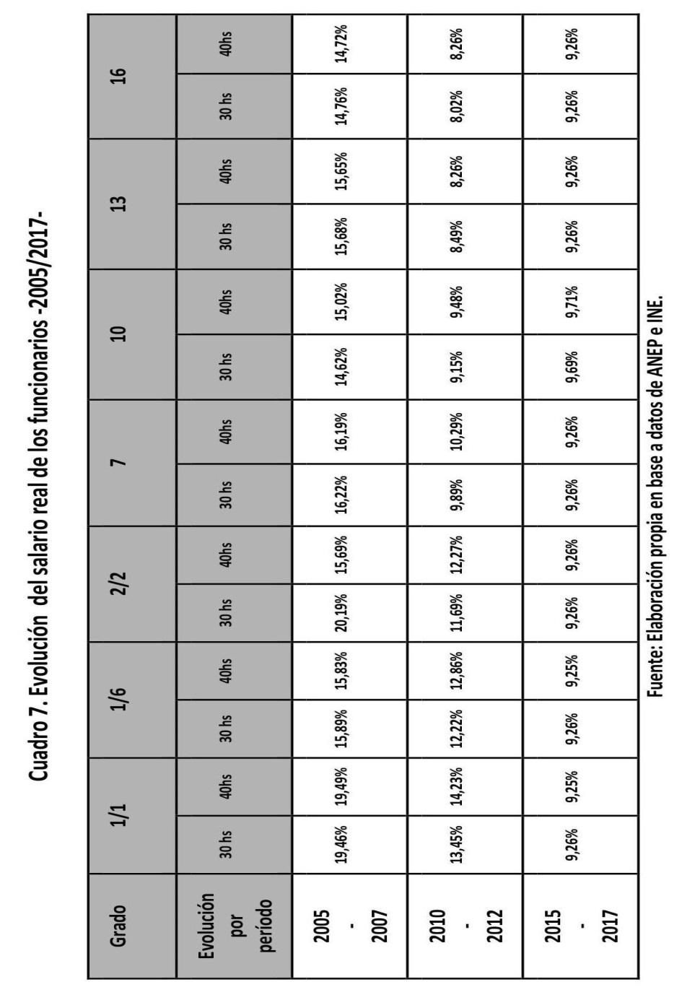 Cuadro 7. Evolución del salario real de los funcionarios -2005/2017-
Grado 1/1 1/6 2/2 7 10 13 16
Evolución por período 30 hs 40hs 30 hs 40hs 30 hs 40hs 30 hs 40hs 30 hs 40hs 30 hs 40hs 30 hs 40hs
2005 - 2007 19,46% 19,49% 15,89% 15,83% 20,19% 15,69% 16,22% 16,19% 14,62% 15,02% 15,68% 15,65% 14,76% 14,72%
2010 - 2012 13,45% 14,23% 12,22% 12,86% 11,69% 12,27% 9,89% 10,29% 9,15% 9,48% 8,49% 8,26% 8,02% 8,26%
2015 - 2017 9,26% 9,25% 9,26% 9,25% 9,26% 9,26% 9,26% 9,26% 9,69% 9,71% 9,26% 9,26% 9,26% 9,26%
Fuente: Elaboración propia en base a datos de ANEP e INE.